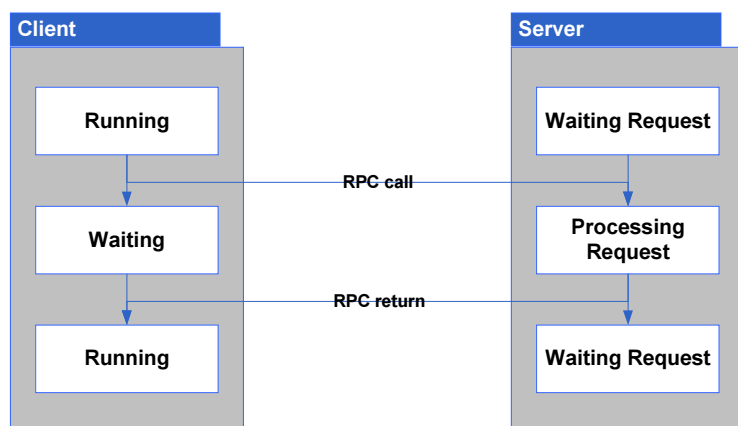 Client
Server
Running
Waiting Request
RPC call
Waiting
Processing
Request
RPC return
Running
Waiting Request